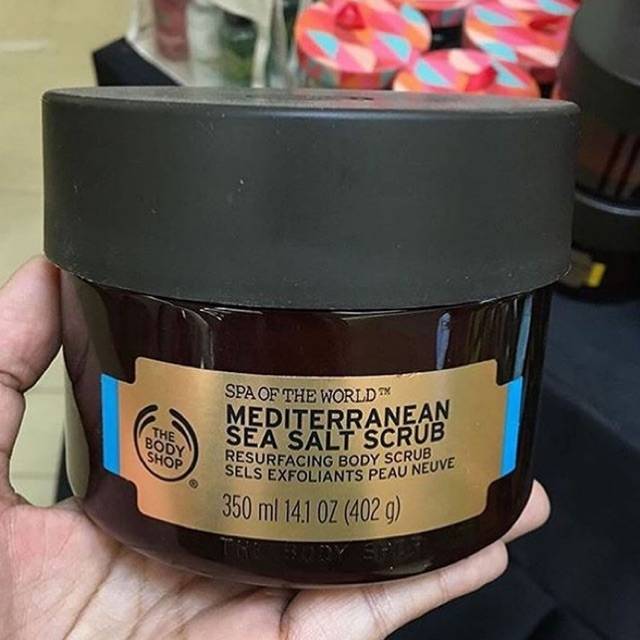 SPA OF THE WORLD™
MEDITERRANEAN
SEA SALT SCRUB
RESURFACING BODY SCRUB
SELS EXFOLIANTS PEAU NEUVE
350 ml 14.1 OZ (402 g)
THE
BODY
SHOP
®
THE BODY SHOP